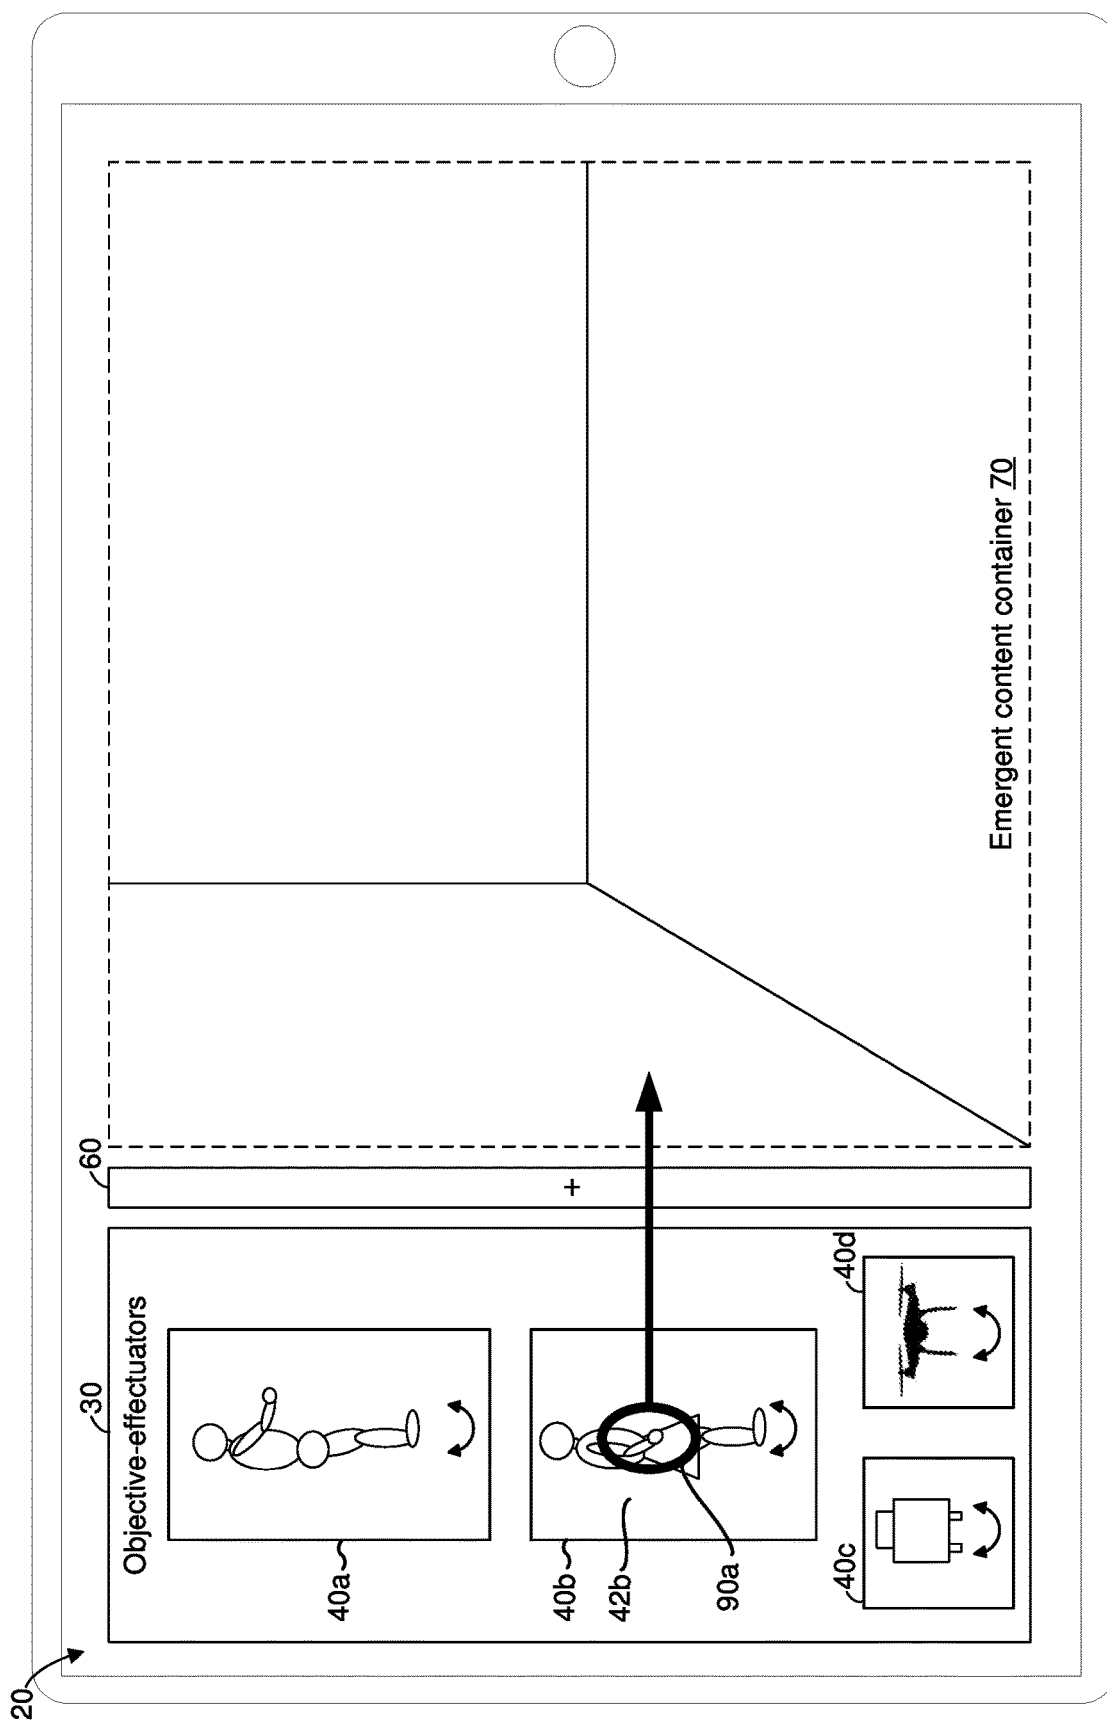 20
30
Objective-effectuators
40a
40b
42b
90a
40c
40d
60
+
Emergent content container 70